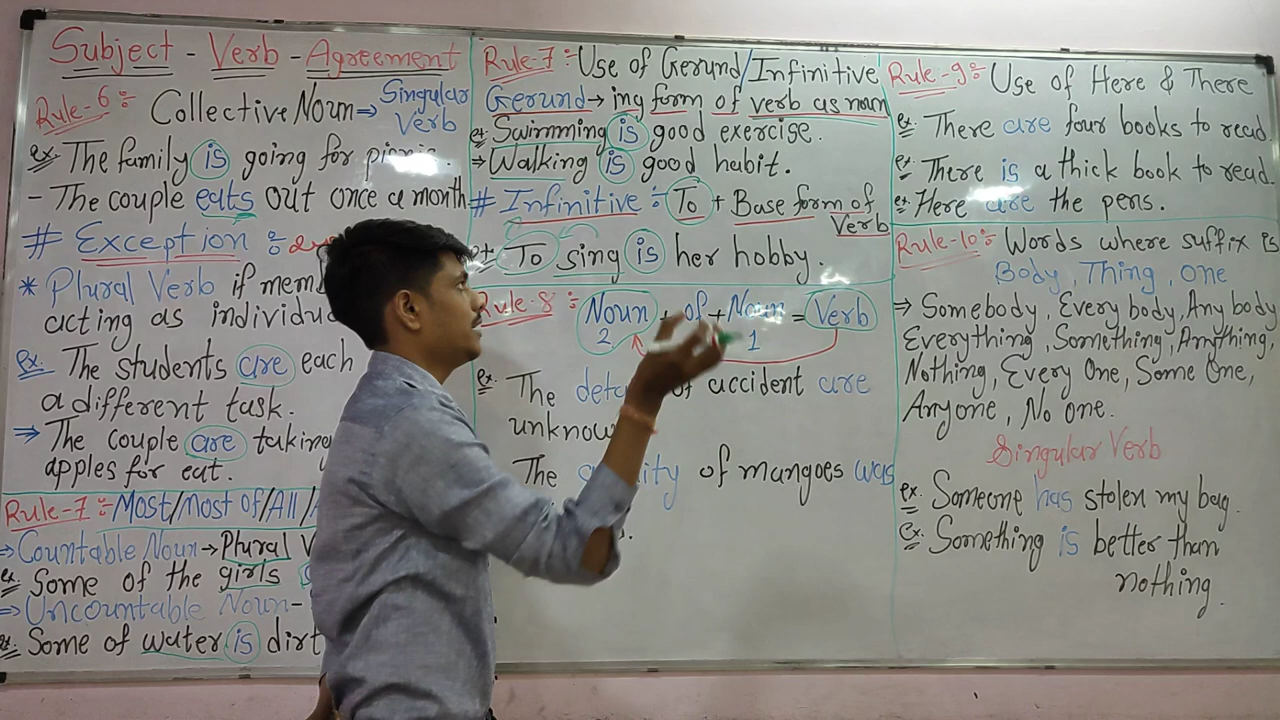 Subject - Verb - Agreement
Rule-6 : Collective Noun → Singular
Verb
ex. The family is going for picnic.
- The couple eats out once a month
# Exception :
* Plural Verb if
acting as
ex. The students are each
a different task.
→ The couple are taking
apples for eat.
Rule-7 :- Most/Most of/All/
→ Countable Noun → Plural
ex. Some of the girls
→ Uncountable Noun -
ex. Some of water is
Rule-7 :- Use of Gerund/Infinitive
Gerund → ing form of verb as noun
ex. Swimming is good exercise.
→ Walking is good habit.
# Infinitive :- To + Base form of
Verb
ex. To sing is her hobby.
Rule-8 :- Noun + of + Noun = Verb
2 1
ex. The of accident are
The of mangoes was
Rule-9 :- Use of Here & There
ex. There are four books to read.
ex. There is a thick book to read.
ex. Here are the pens.
Rule-10 :- Words where suffix is
Body, Thing, One
→ Somebody, Every body, Any body
Everything, Something, Anything,
Nothing, Every One, Some One,
Anyone, No one.
Singular Verb
ex. Someone has stolen my bag.
ex. Something is better than
nothing.